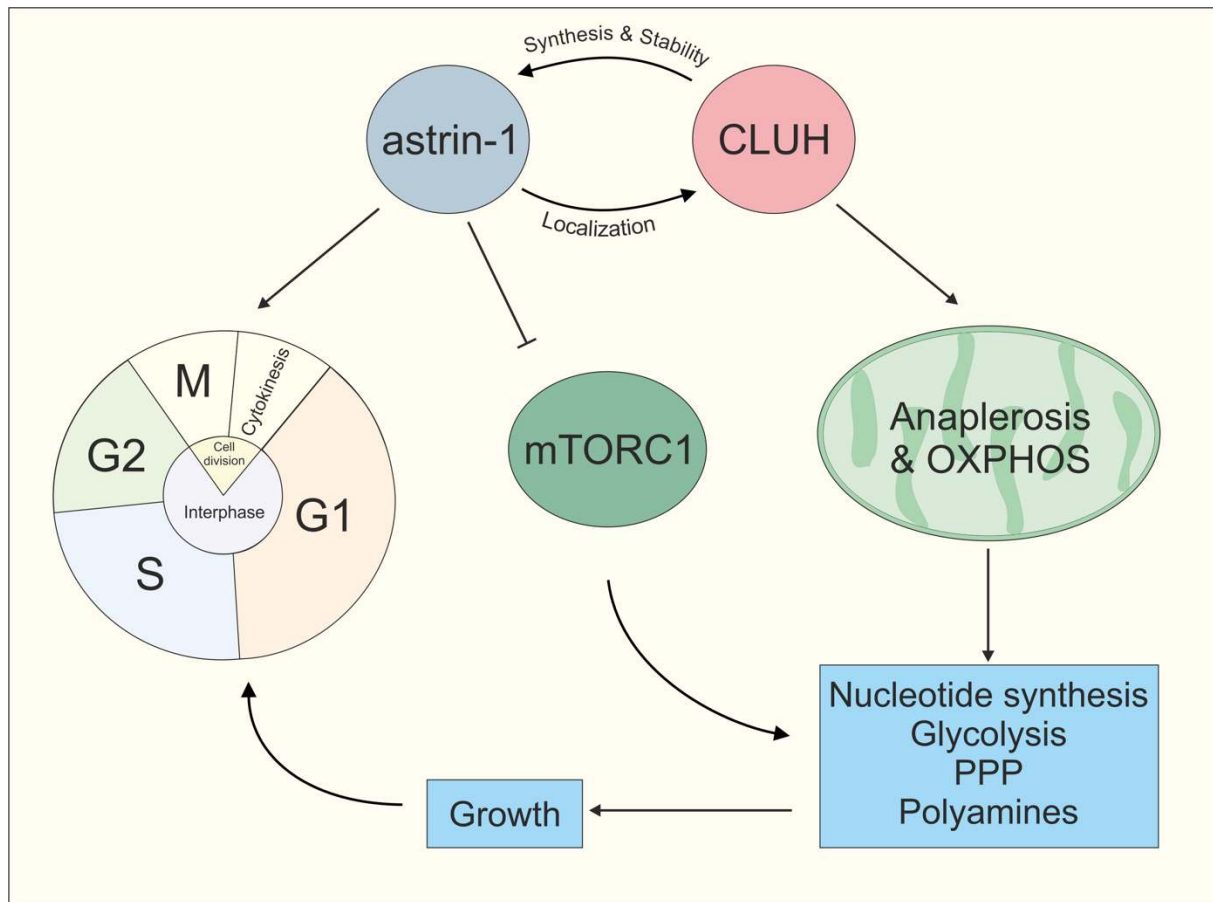 Synthesis & Stability
astrin-1
CLUH
Localization
M
Cytokinesis
G2
Cell
division
Interphase
G1
S
mTORC1
Anaplerosis
& OXPHOS
Nucleotide synthesis
Glycolysis
PPP
Polyamines
Growth